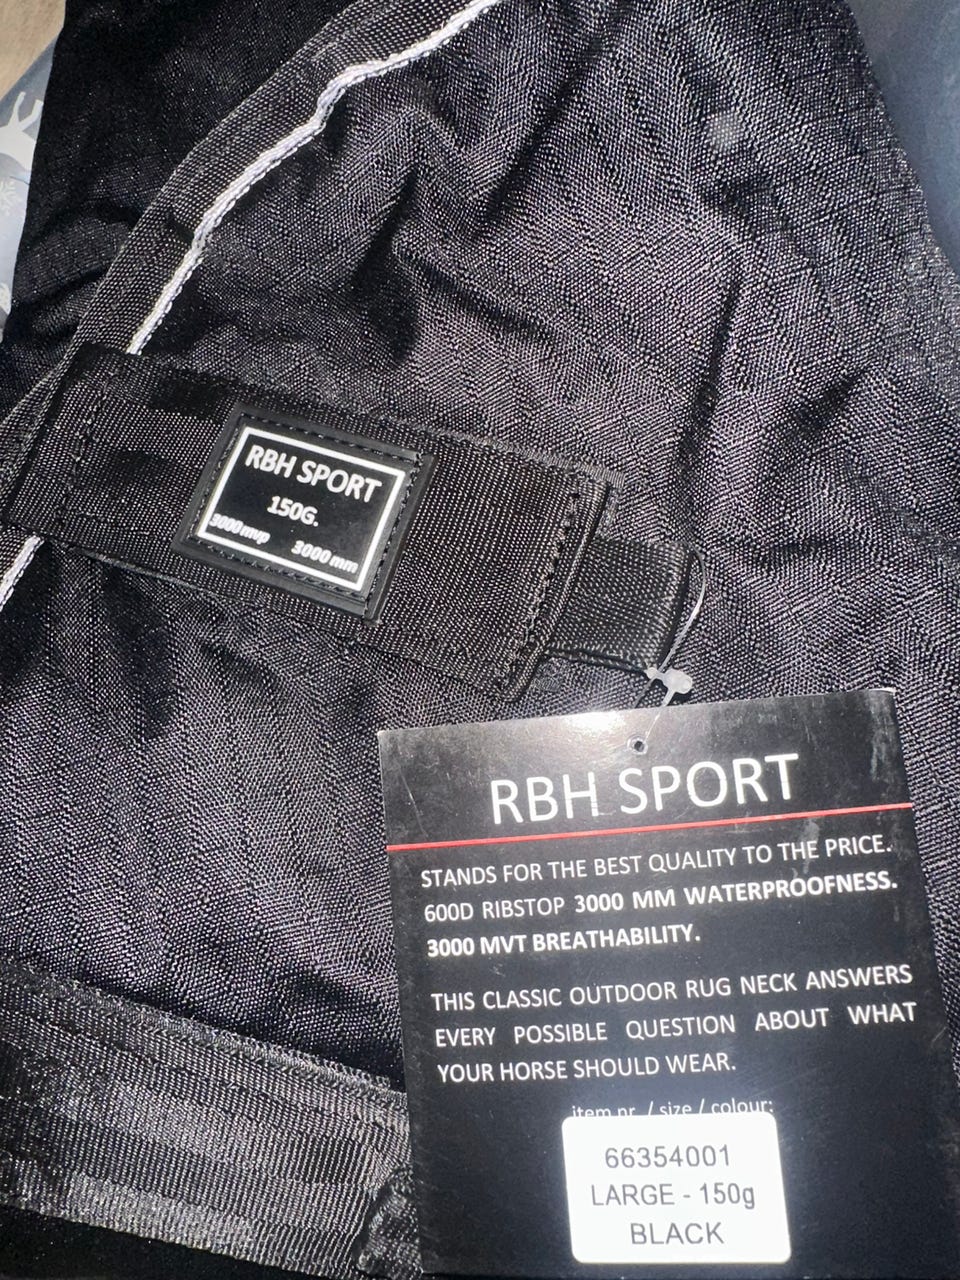 RBH SPORT
150G.
3000mvp 3000 mm
RBH SPORT
STANDS FOR THE BEST QUALITY TO THE PRICE.
600D RIBSTOP 3000 MM WATERPROOFNESS.
3000 MVT BREATHABILITY.
THIS CLASSIC OUTDOOR RUG NECK ANSWERS
EVERY POSSIBLE QUESTION ABOUT WHAT
YOUR HORSE SHOULD WEAR.
item nr. / size / colour:
66354001
LARGE - 150g
BLACK